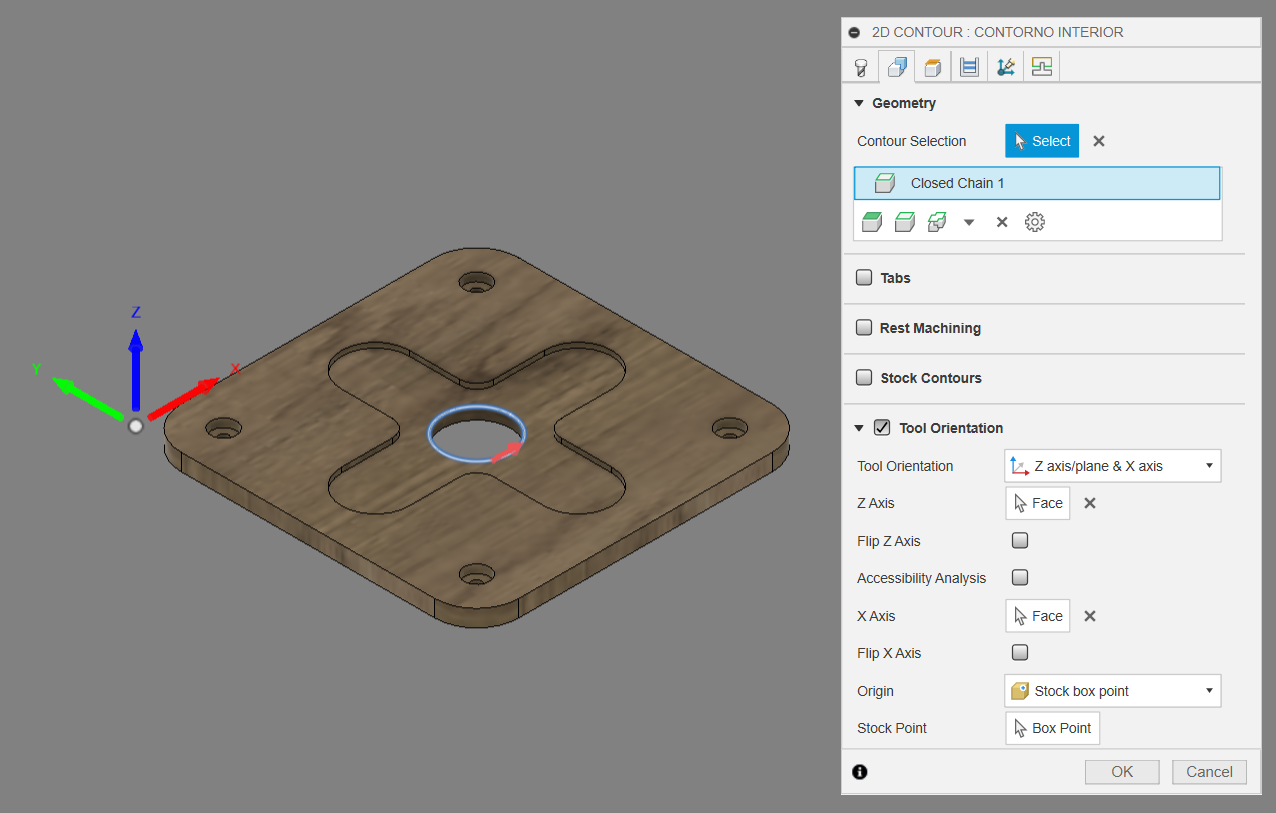 2D CONTOUR : CONTORNO INTERIOR
Geometry
Contour Selection Select
Closed Chain 1
Tabs
Rest Machining
Stock Contours
Tool Orientation
Tool Orientation Z axis/plane & X axis
Z Axis Face
Flip Z Axis
Accessibility Analysis
X Axis Face
Flip X Axis
Origin Stock box point
Stock Point Box Point
OK Cancel
Z
Y
X